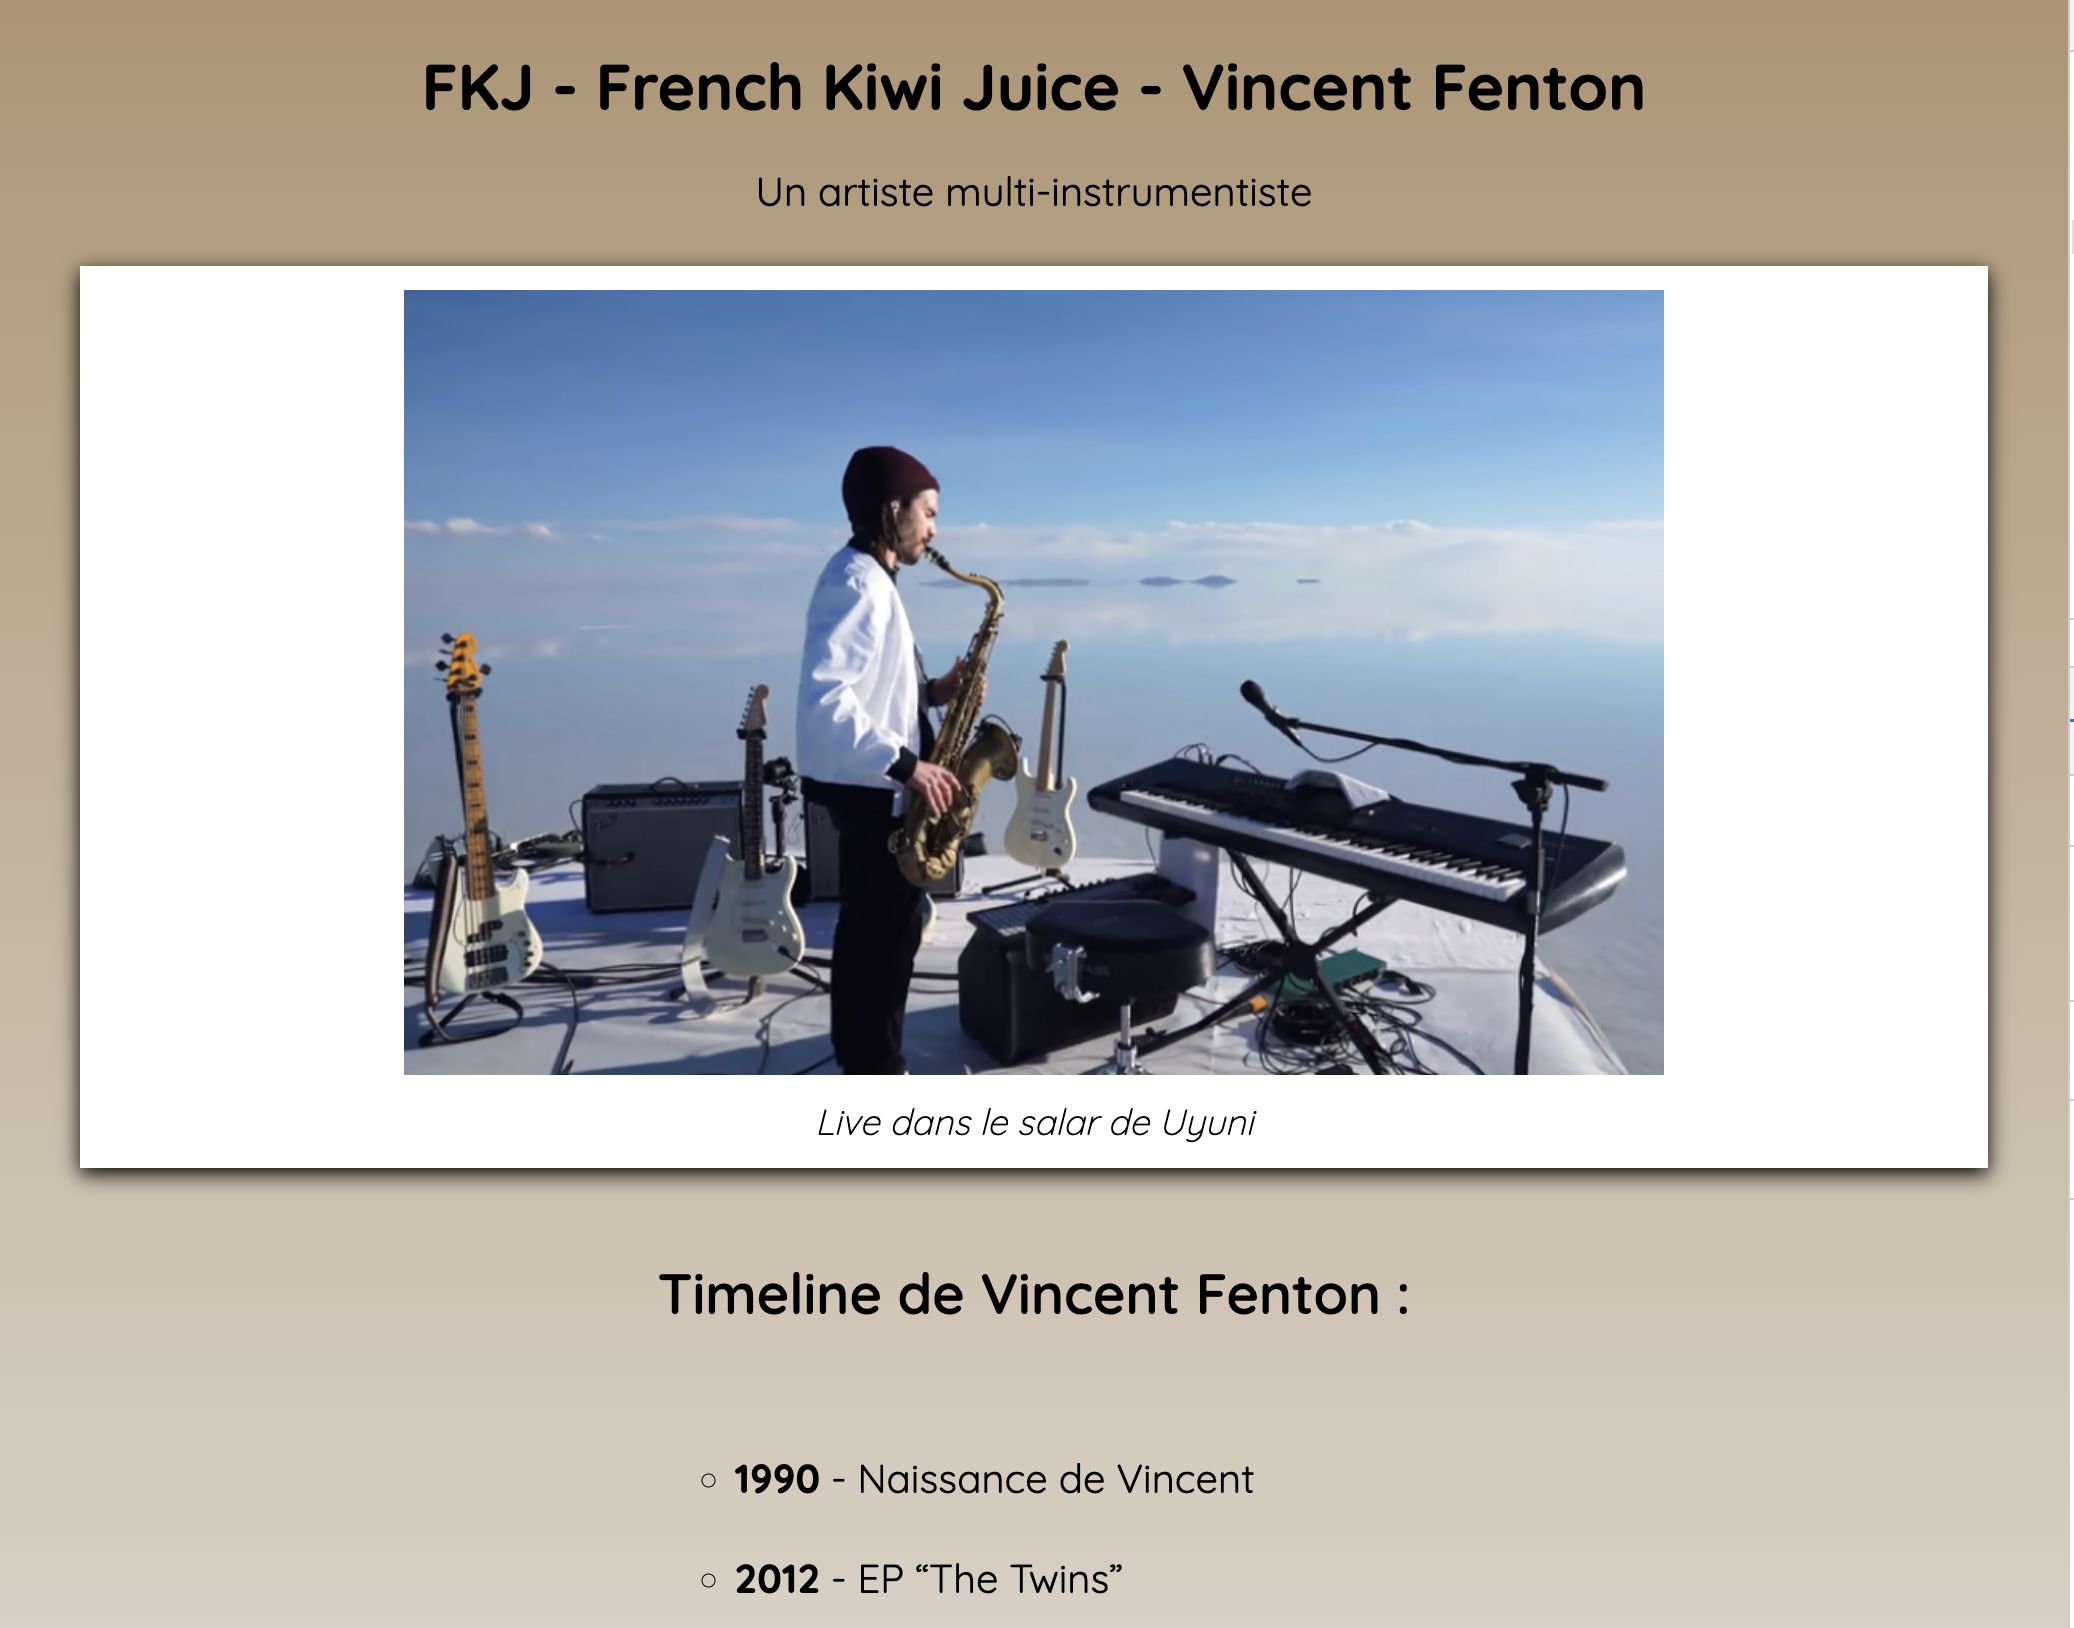 FKJ - French Kiwi Juice - Vincent Fenton
Un artiste multi-instrumentiste
Live dans le salar de Uyuni
Timeline de Vincent Fenton :
1990 - Naissance de Vincent
2012 - EP “The Twins”